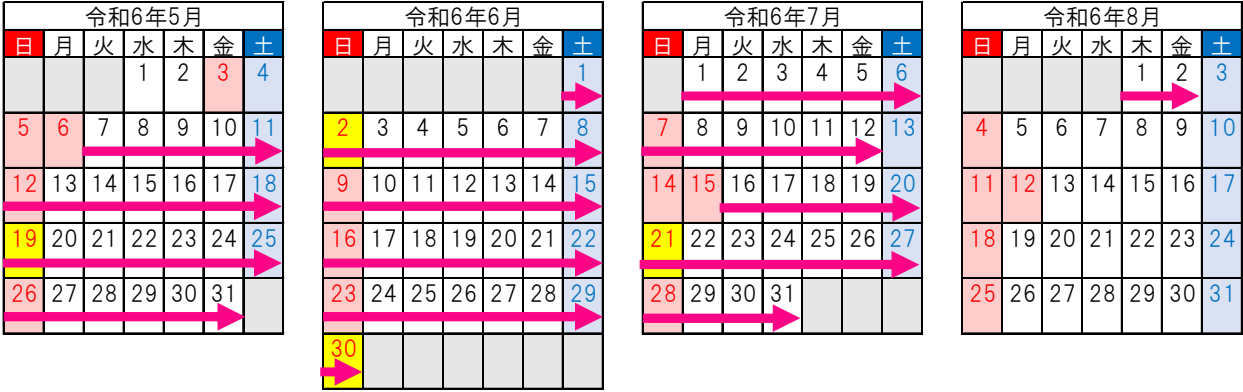 令和6年5月
日 月 火 水 木 金 土
1 2 3 4
5 6 7 8 9 10 11
12 13 14 15 16 17 18
19 20 21 22 23 24 25
26 27 28 29 30 31
令和6年6月
日 月 火 水 木 金 土
1
2 3 4 5 6 7 8
9 10 11 12 13 14 15
16 17 18 19 20 21 22
23 24 25 26 27 28 29
30
令和6年7月
日 月 火 水 木 金 土
1 2 3 4 5 6
7 8 9 10 11 12 13
14 15 16 17 18 19 20
21 22 23 24 25 26 27
28 29 30 31
令和6年8月
日 月 火 水 木 金 土
1 2 3
4 5 6 7 8 9 10
11 12 13 14 15 16 17
18 19 20 21 22 23 24
25 26 27 28 29 30 31